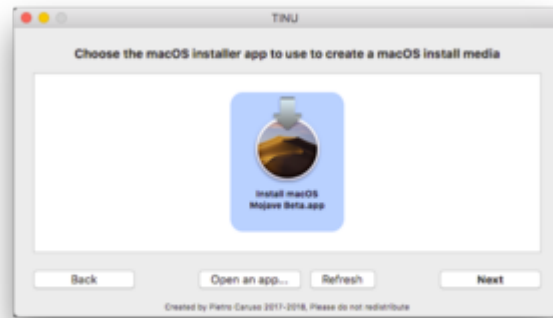 TINU
Choose the macOS installer app to use to create a macOS install media
Install macOS
Mojave Beta.app
Back
Open an app...
Refresh
Next
Created by Pietro Caruso 2017-2018, Please do not redistribute